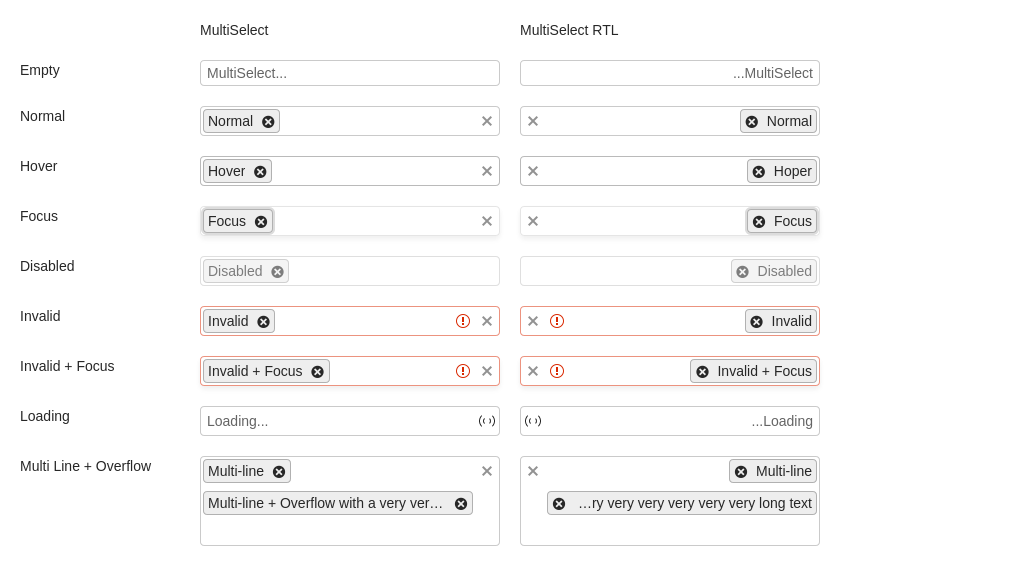 MultiSelect MultiSelect RTL
Empty MultiSelect... ...MultiSelect
Normal Normal Normal
Hover Hover Hoper
Focus Focus Focus
Disabled Disabled Disabled
Invalid Invalid Invalid
Invalid + Focus Invalid + Focus Invalid + Focus
Loading Loading... ...Loading
Multi Line + Overflow Multi-line Multi-line
Multi-line + Overflow with a very ver… …ry very very very very very long text